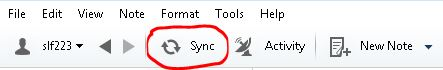 File Edit View Note Format Tools Help
slf223 Sync Activity New Note